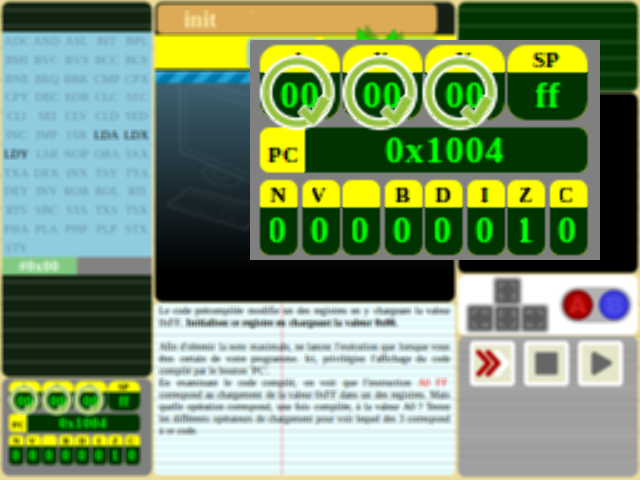 init
ADC AND ASL BIT BPL
BMI BVC BVS BCC BCS
BNE BEQ BRK CMP CPX
CPY DEC EOR CLC SEC
CLI SEI CLV CLD SED
INC JMP JSR LDA LDX
LDY LSR NOP ORA TAX
TXA DEX INX TAY TYA
DEY INY ROR ROL RTI
RTS SBC STA TXS TSX
PHA PLA PHP PLP STX
STY
#0x00
SP
00 00 00 ff
PC 0x1004
N V B D I Z C
0 0 0 0 0 0 1 0
Le code précompilé modifie un des registres en y chargeant la valeur
0xFF. Initialisez ce registre en chargeant la valeur 0x00.
Afin d'obtenir la note maximale, ne lancez l'exécution que lorsque vous
êtes certain de votre programme. Ici, privilégiez l'affichage du code
compilé par le bouton 'PC'.
En examinant le code compilé, on voit que l'instruction A0 FF
correspond au chargement de la valeur 0xFF dans un des registres. Mais
quelle opération correspond, une fois compilée, à la valeur A0 ? Testez
les différents opérations de chargement pour voir lequel des 3 correspond
à ce code.
A B
SP
00 00 00 ff
PC 0x1004
N V B D I Z C
0 0 0 0 0 0 1 0